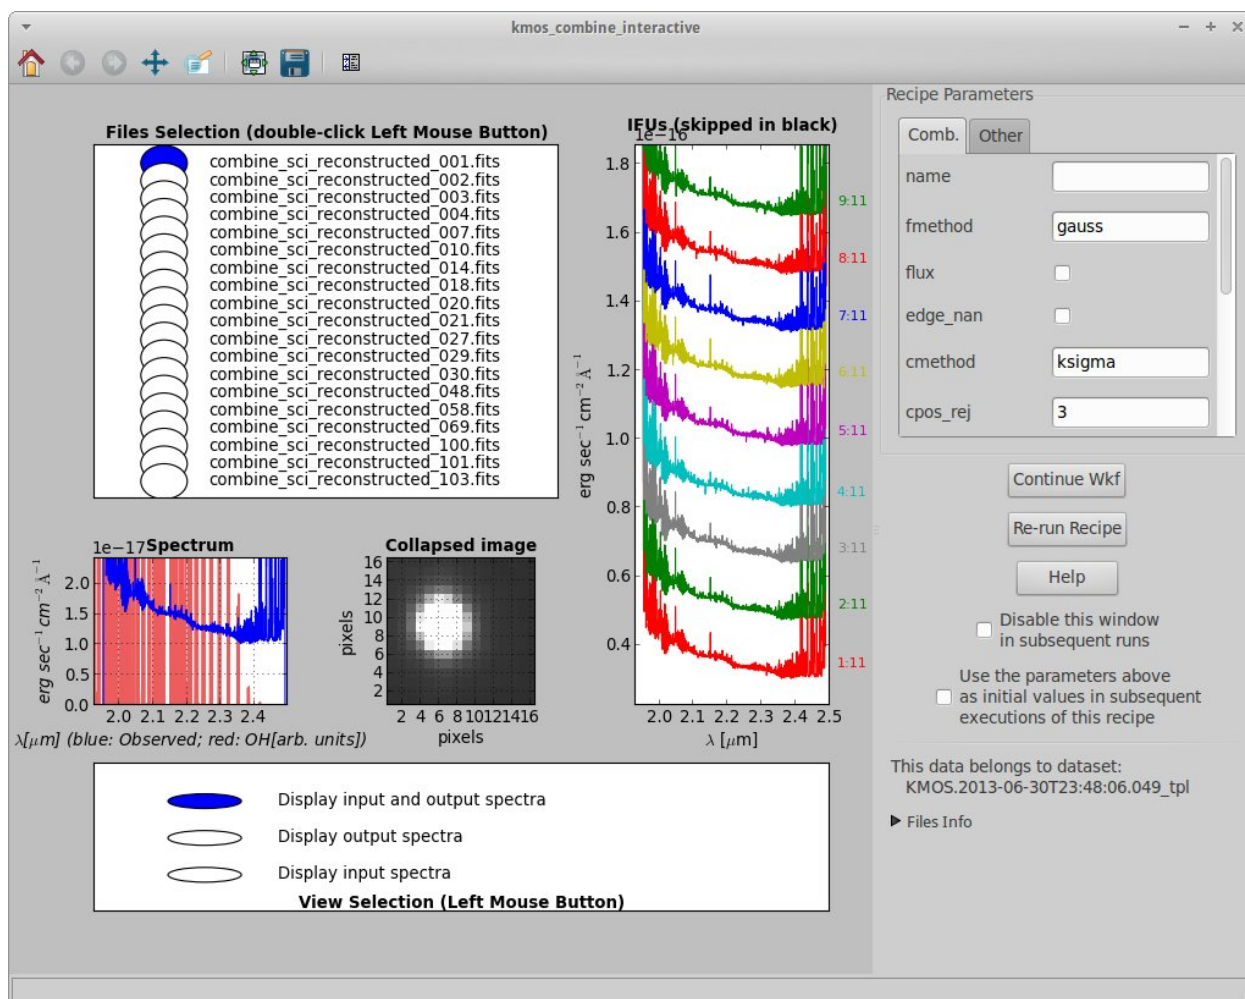 kmos_combine_interactive
Files Selection (double-click Left Mouse Button)
combine_sci_reconstructed_001.fits
combine_sci_reconstructed_002.fits
combine_sci_reconstructed_003.fits
combine_sci_reconstructed_004.fits
combine_sci_reconstructed_007.fits
combine_sci_reconstructed_010.fits
combine_sci_reconstructed_014.fits
combine_sci_reconstructed_018.fits
combine_sci_reconstructed_020.fits
combine_sci_reconstructed_021.fits
combine_sci_reconstructed_027.fits
combine_sci_reconstructed_029.fits
combine_sci_reconstructed_030.fits
combine_sci_reconstructed_048.fits
combine_sci_reconstructed_058.fits
combine_sci_reconstructed_069.fits
combine_sci_reconstructed_100.fits
combine_sci_reconstructed_101.fits
combine_sci_reconstructed_103.fits
IFUs (skipped in black)
1e−16
1.8
1.6
1.4
1.2
1.0
0.8
0.6
0.4
erg sec⁻¹ cm⁻² Å⁻¹
9:11
8:11
7:11
6:11
5:11
4:11
3:11
2:11
1:11
2.0 2.1 2.2 2.3 2.4 2.5
λ [μm]
1e−17 Spectrum
2.0
1.5
1.0
0.5
0.0
erg sec⁻¹ cm⁻² Å⁻¹
2.0 2.1 2.2 2.3 2.4
λ[μm] (blue: Observed; red: OH[arb. units])
Collapsed image
16
14
12
10
8
6
4
2
pixels
2 4 6 8 10 12 14 16
pixels
Display input and output spectra
Display output spectra
Display input spectra
View Selection (Left Mouse Button)
Recipe Parameters
Comb. Other
name
fmethod gauss
flux
edge_nan
cmethod ksigma
cpos_rej 3
Continue Wkf
Re-run Recipe
Help
Disable this window
in subsequent runs
Use the parameters above
as initial values in subsequent
executions of this recipe
This data belongs to dataset:
KMOS.2013-06-30T23:48:06.049_tpl
Files Info